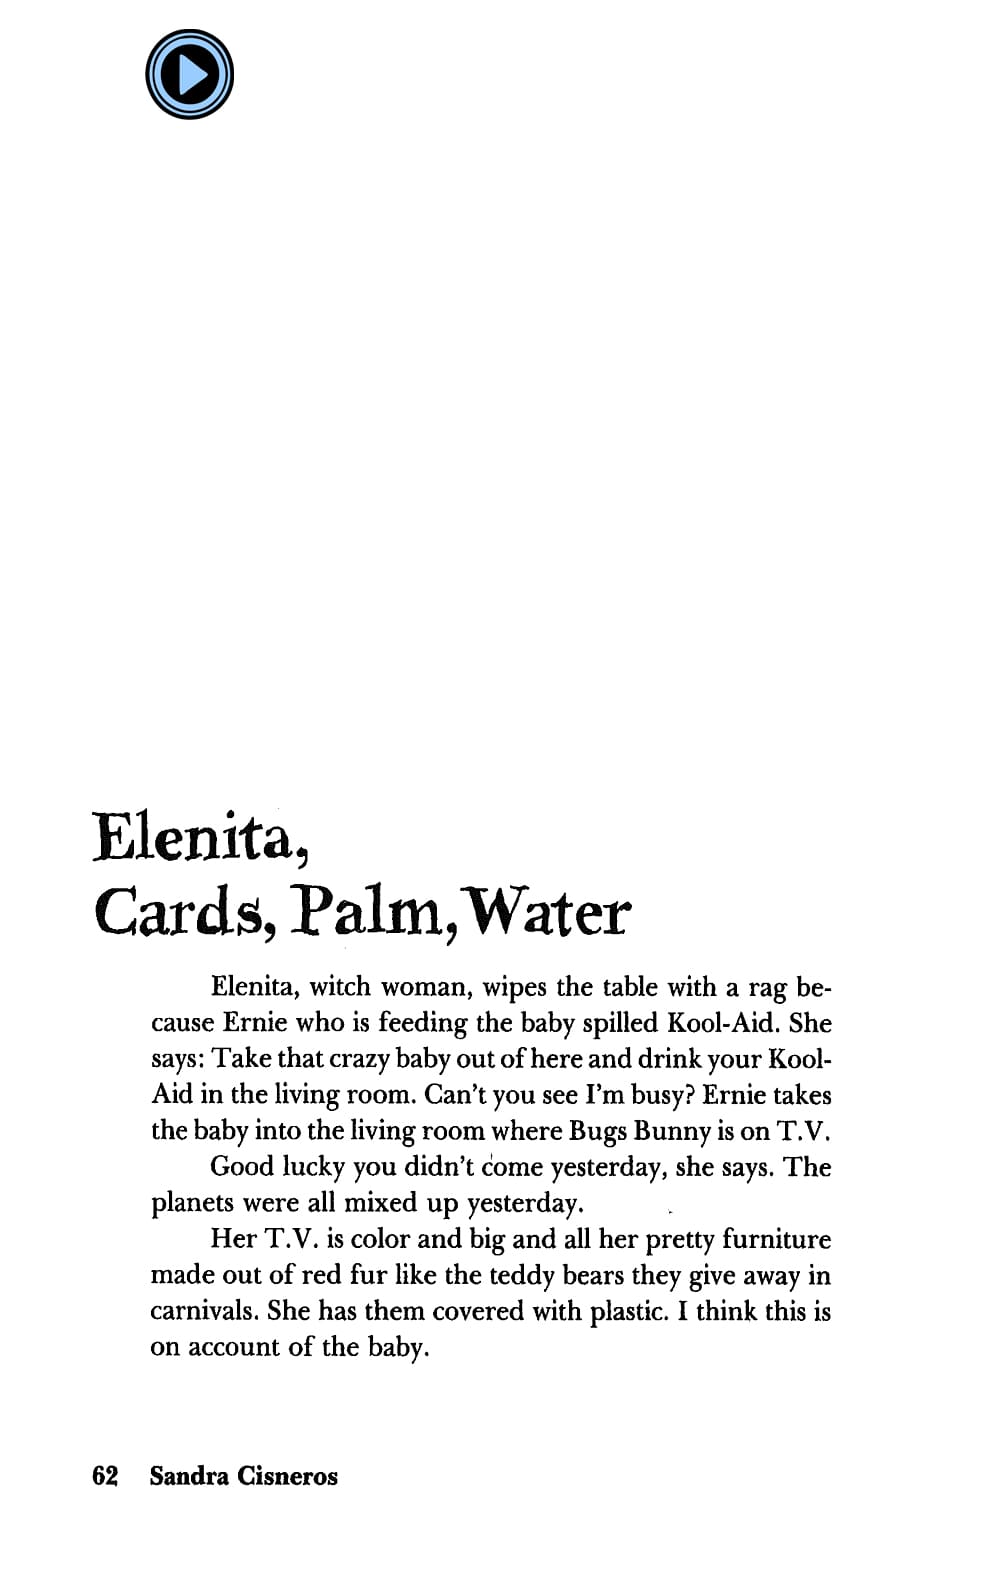 Elenita,
Cards, Palm, Water
Elenita, witch woman, wipes the table with a rag be-
cause Ernie who is feeding the baby spilled Kool-Aid. She
says: Take that crazy baby out of here and drink your Kool-
Aid in the living room. Can't you see I'm busy? Ernie takes
the baby into the living room where Bugs Bunny is on T.V.
Good lucky you didn't come yesterday, she says. The
planets were all mixed up yesterday.
Her T.V. is color and big and all her pretty furniture
made out of red fur like the teddy bears they give away in
carnivals. She has them covered with plastic. I think this is
on account of the baby.
62 Sandra Cisneros